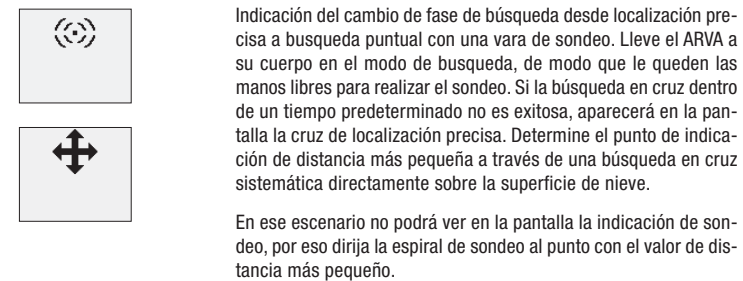 Indicación del cambio de fase de búsqueda desde localización pre-
cisa a busqueda puntual con una vara de sondeo. Lleve el ARVA a
su cuerpo en el modo de busqueda, de modo que le queden las
manos libres para realizar el sondeo. Si la búsqueda en cruz dentro
de un tiempo predeterminado no es exitosa, aparecerá en la pan-
talla la cruz de localización precisa. Determine el punto de indica-
ción de distancia más pequeña a través de una búsqueda en cruz
sistemática directamente sobre la superficie de nieve.
En ese escenario no podrá ver en la pantalla la indicación de son-
deo, por eso dirija la espiral de sondeo al punto con el valor de dis-
tancia más pequeño.